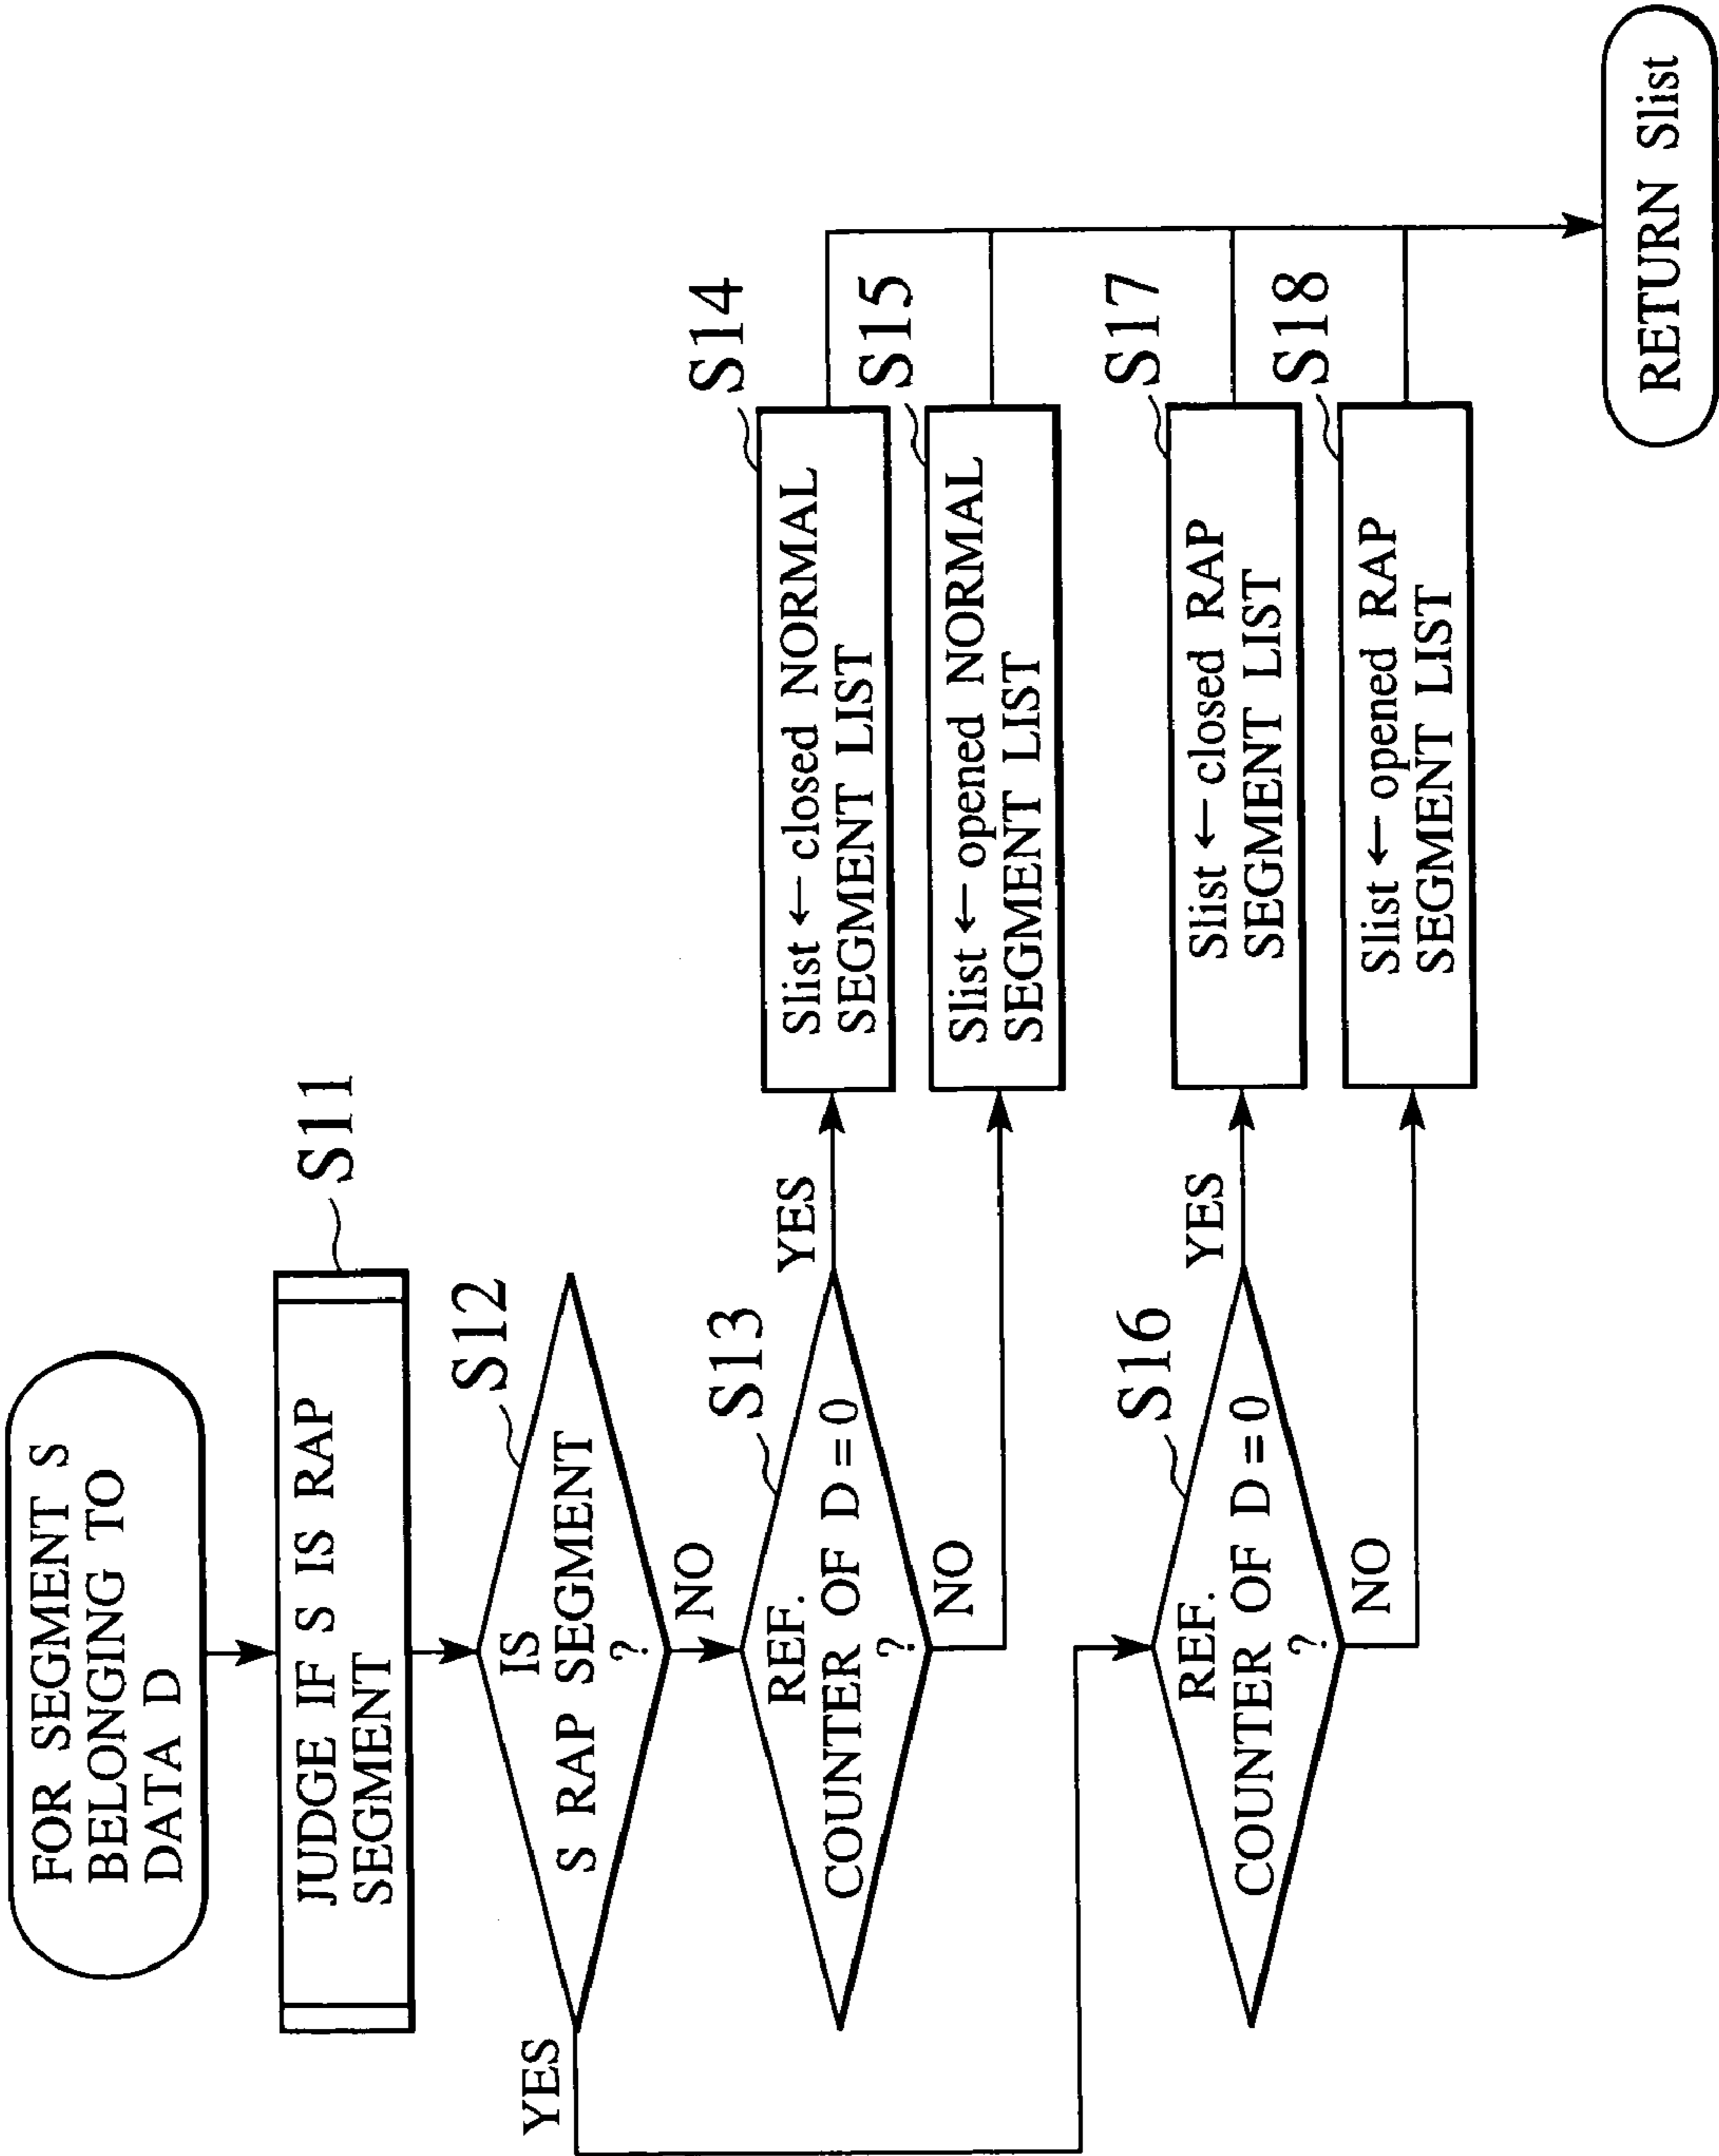 FOR SEGMENT S
BELONGING TO
DATA D
S11
JUDGE IF S IS RAP
SEGMENT
S12
IS
S RAP SEGMENT
?
YES
NO
S13
REF.
COUNTER OF D = 0
?
YES
NO
S14
Slist ← closed NORMAL
SEGMENT LIST
S15
Slist ← opened NORMAL
SEGMENT LIST
S16
REF.
COUNTER OF D = 0
?
YES
NO
S17
Slist ← closed RAP
SEGMENT LIST
S18
Slist ← opened RAP
SEGMENT LIST
RETURN Slist